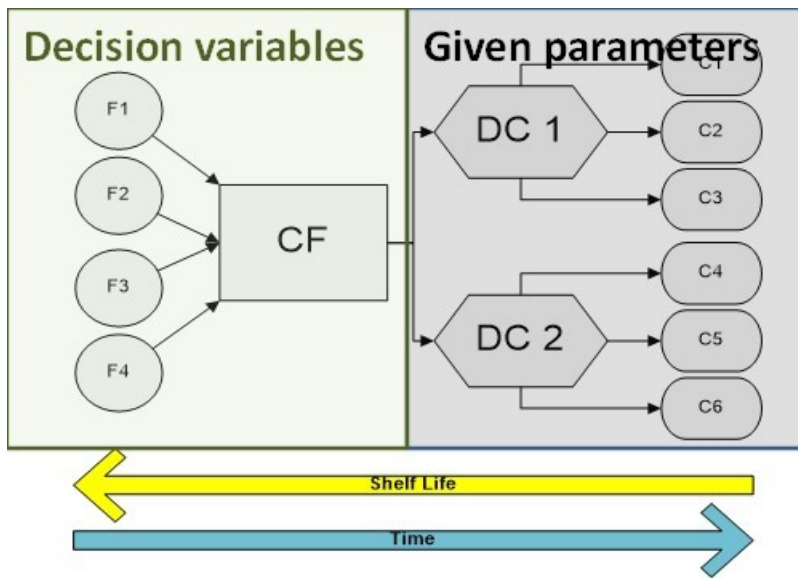 Decision variables
Given parameters
F1
F2
F3
F4
CF
DC 1
DC 2
C1
C2
C3
C4
C5
C6
Shelf Life
Time